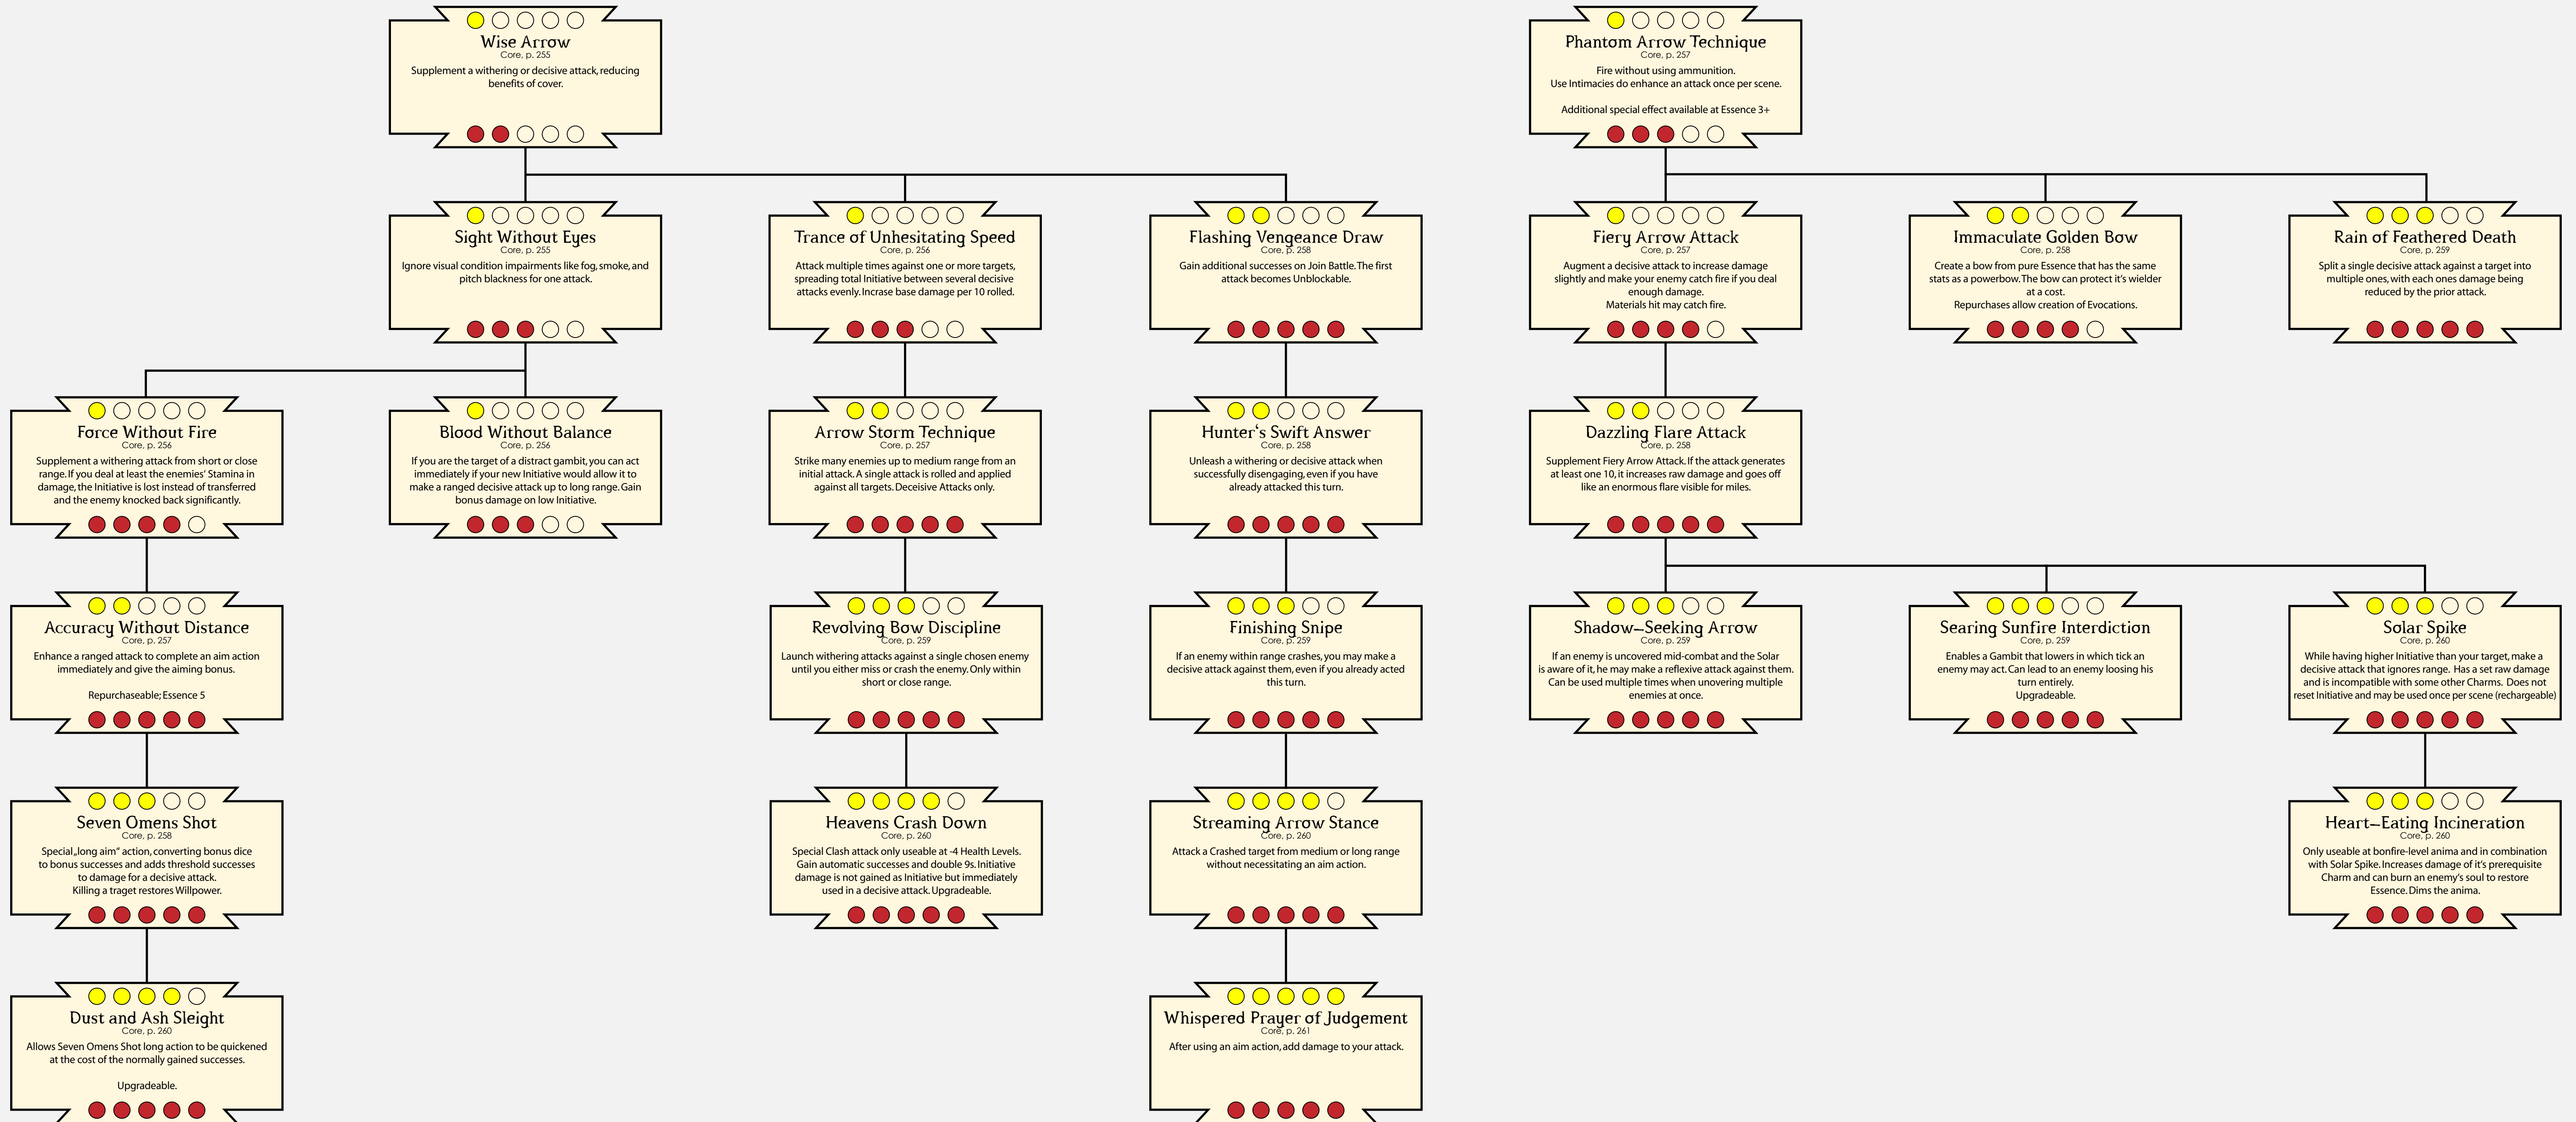 Wise Arrow
Core, p. 255
Supplement a withering or decisive attack, reducing
benefits of cover.
Phantom Arrow Technique
Core, p. 257
Fire without using ammunition.
Use Intimacies do enhance an attack once per scene.
Additional special effect available at Essence 3+
Sight Without Eyes
Core, p. 255
Ignore visual condition impairments like fog, smoke, and
pitch blackness for one attack.
Trance of Unhesitating Speed
Core, p. 256
Attack multiple times against one or more targets,
spreading total Initiative between several decisive
attacks evenly. Incrase base damage per 10 rolled.
Flashing Vengeance Draw
Core, p. 258
Gain additional successes on Join Battle. The first
attack becomes Unblockable.
Fiery Arrow Attack
Core, p. 257
Augment a decisive attack to increase damage
slightly and make your enemy catch fire if you deal
enough damage.
Materials hit may catch fire.
Immaculate Golden Bow
Core, p. 258
Create a bow from pure Essence that has the same
stats as a powerbow. The bow can protect it's wielder
at a cost.
Repurchases allow creation of Evocations.
Rain of Feathered Death
Core, p. 259
Split a single decisive attack against a target into
multiple ones, with each ones damage being
reduced by the prior attack.
Force Without Fire
Core, p. 256
Supplement a withering attack from short or close
range. If you deal at least the enemies' Stamina in
damage, the Initiative is lost instead of transferred
and the enemy knocked back significantly.
Blood Without Balance
Core, p. 256
If you are the target of a distract gambit, you can act
immediately if your new Initiative would allow it to
make a ranged decisive attack up to long range. Gain
bonus damage on low Initiative.
Arrow Storm Technique
Core, p. 257
Strike many enemies up to medium range from an
initial attack. A single attack is rolled and applied
against all targets. Deceisive Attacks only.
Hunter's Swift Answer
Core, p. 258
Unleash a withering or decisive attack when
successfully disengaging, even if you have
already attacked this turn.
Dazzling Flare Attack
Core, p. 258
Supplement Fiery Arrow Attack. If the attack generates
at least one 10, it increases raw damage and goes off
like an enormous flare visible for miles.
Accuracy Without Distance
Core, p. 257
Enhance a ranged attack to complete an aim action
immediately and give the aiming bonus.
Repurchaseable; Essence 5
Revolving Bow Discipline
Core, p. 259
Launch withering attacks against a single chosen enemy
until you either miss or crash the enemy. Only within
short or close range.
Finishing Snipe
Core, p. 259
If an enemy within range crashes, you may make a
decisive attack against them, even if you already acted
this turn.
Shadow-Seeking Arrow
Core, p. 259
If an enemy is uncovered mid-combat and the Solar
is aware of it, he may make a reflexive attack against them.
Can be used multiple times when unovering multiple
enemies at once.
Searing Sunfire Interdiction
Core, p. 259
Enables a Gambit that lowers in which tick an
enemy may act. Can lead to an enemy loosing his
turn entirely.
Upgradeable.
Solar Spike
Core, p. 260
While having higher Initiative than your target, make a
decisive attack that ignores range. Has a set raw damage
and is incompatible with some other Charms. Does not
reset Initiative and may be used once per scene (rechargeable)
Seven Omens Shot
Core, p. 258
Special „long aim“ action, converting bonus dice
to bonus successes and adds threshold successes
to damage for a decisive attack.
Killing a traget restores Willpower.
Heavens Crash Down
Core, p. 260
Special Clash attack only useable at -4 Health Levels.
Gain automatic successes and double 9s. Initiative
damage is not gained as Initiative but immediately
used in a decisive attack. Upgradeable.
Streaming Arrow Stance
Core, p. 260
Attack a Crashed target from medium or long range
without necessitating an aim action.
Heart-Eating Incineration
Core, p. 260
Only useable at bonfire-level anima and in combination
with Solar Spike. Increases damage of it's prerequisite
Charm and can burn an enemy's soul to restore
Essence. Dims the anima.
Dust and Ash Sleight
Core, p. 260
Allows Seven Omens Shot long action to be quickened
at the cost of the normally gained successes.
Upgradeable.
Whispered Prayer of Judgement
Core, p. 261
After using an aim action, add damage to your attack.